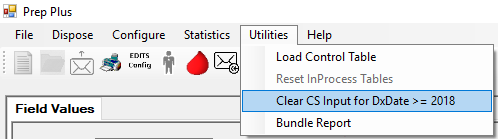 Prep Plus
File Dispose Configure Statistics Utilities Help
EDITS
Config
Load Control Table
Reset InProcess Tables
Clear CS Input for DxDate >= 2018
Bundle Report
Field Values